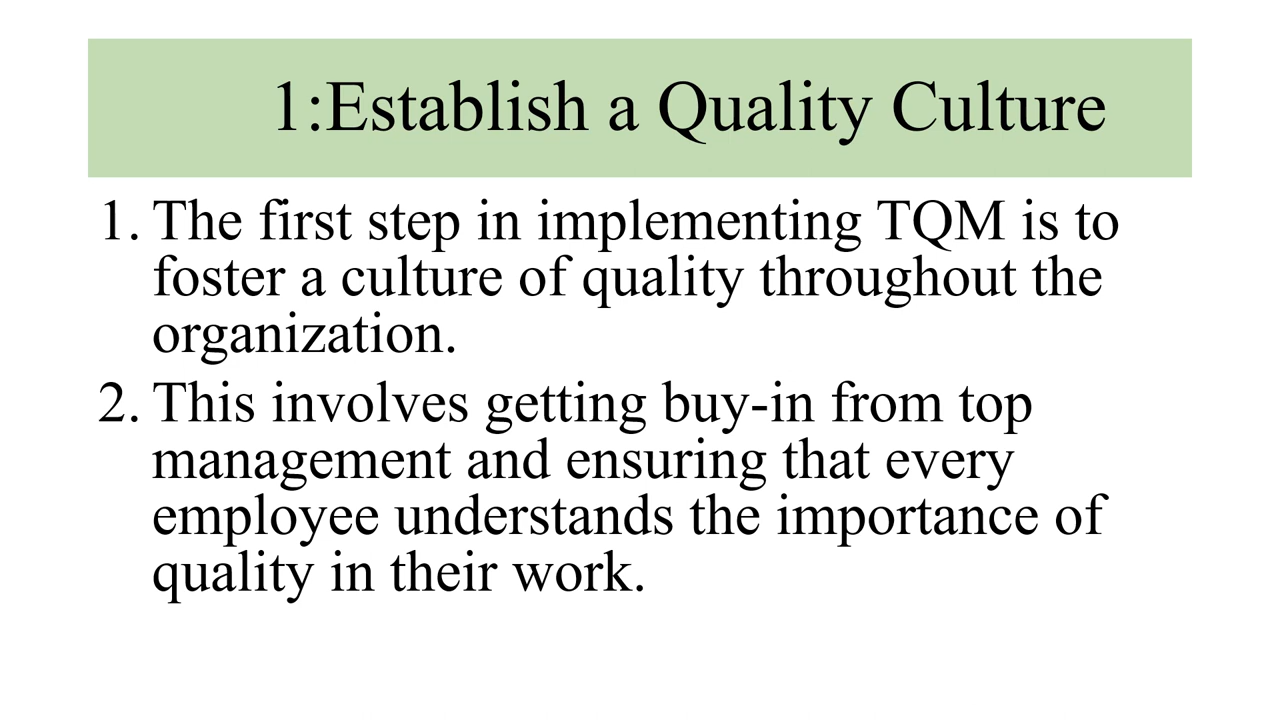 1:Establish a Quality Culture
1. The first step in implementing TQM is to
foster a culture of quality throughout the
organization.
2. This involves getting buy-in from top
management and ensuring that every
employee understands the importance of
quality in their work.